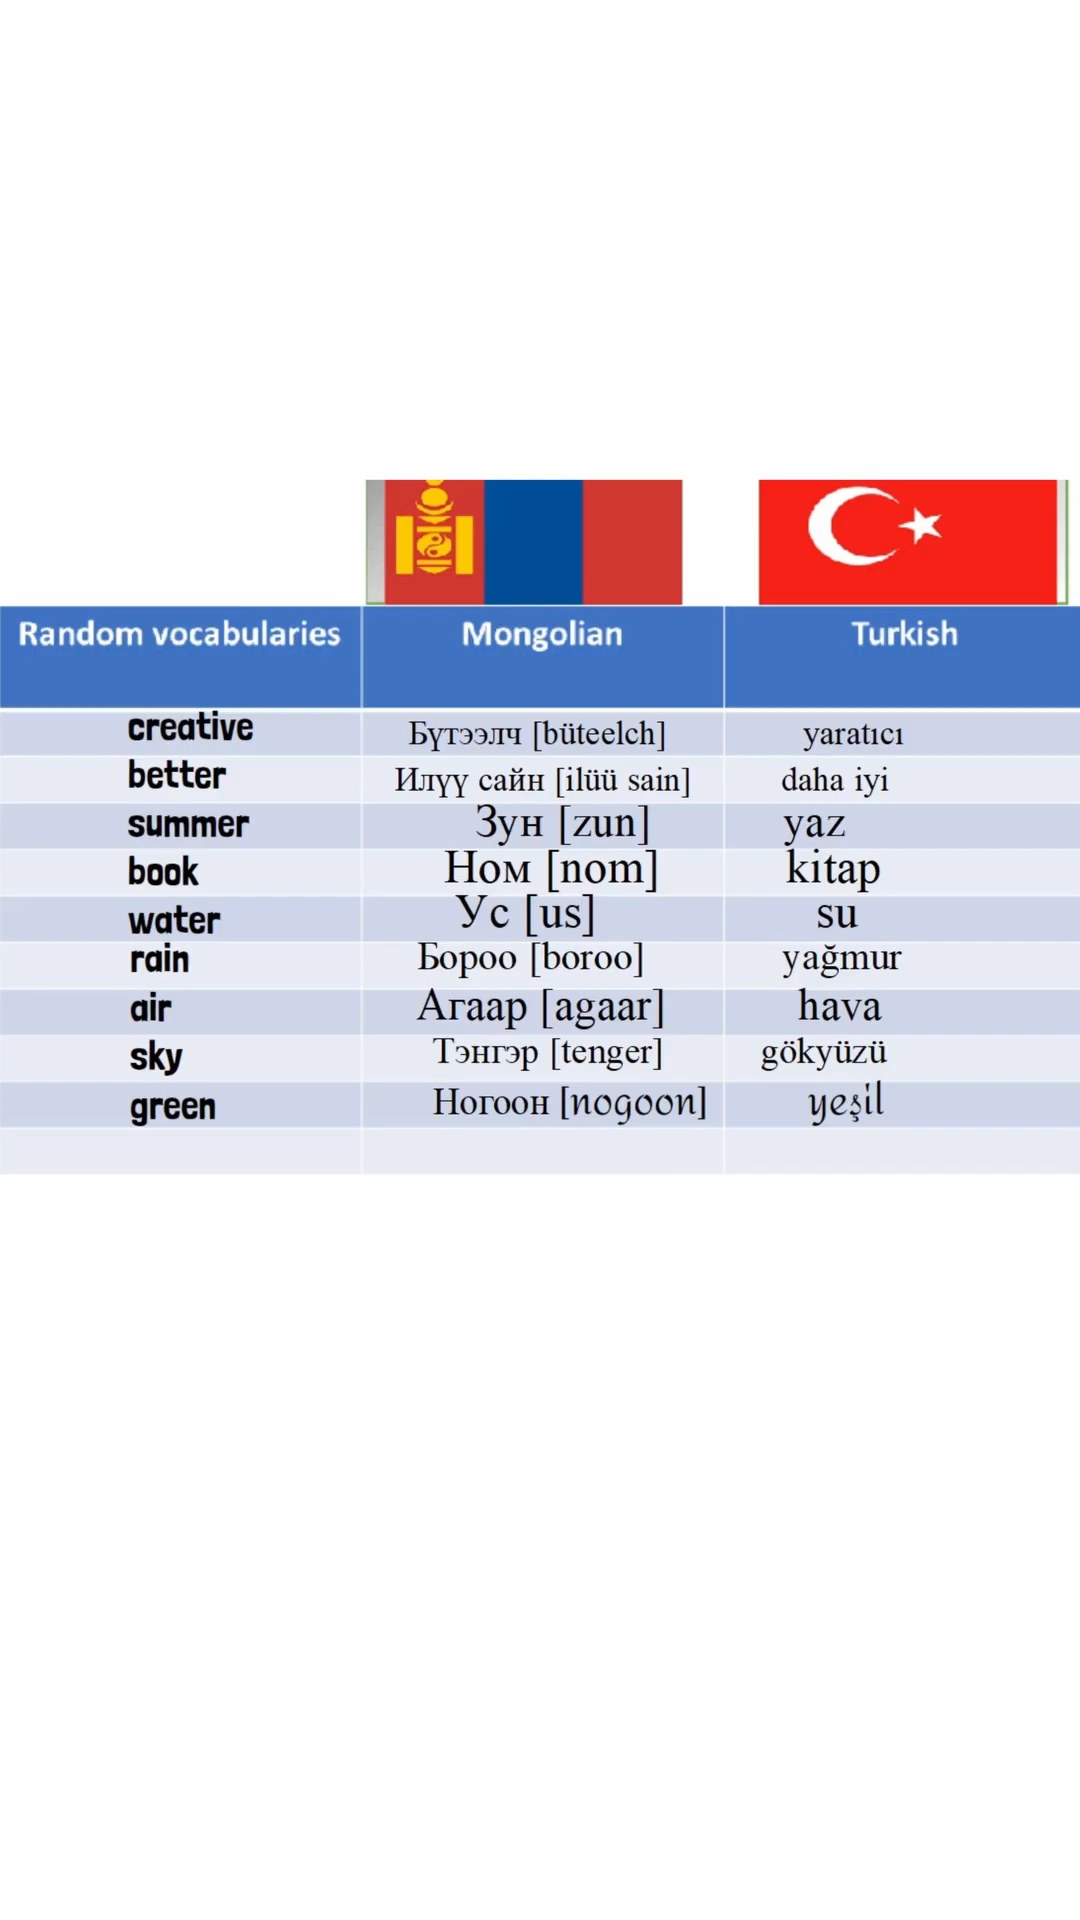 Random vocabularies Mongolian Turkish
creative Бүтээлч [büteelch] yaratıcı
better Илүү сайн [ilüü sain] daha iyi
summer Зун [zun] yaz
book Ном [nom] kitap
water Ус [us] su
rain Бороо [boroo] yağmur
air Агаар [agaar] hava
sky Тэнгэр [tenger] gökyüzü
green Ногоон [nogoon] yeşil